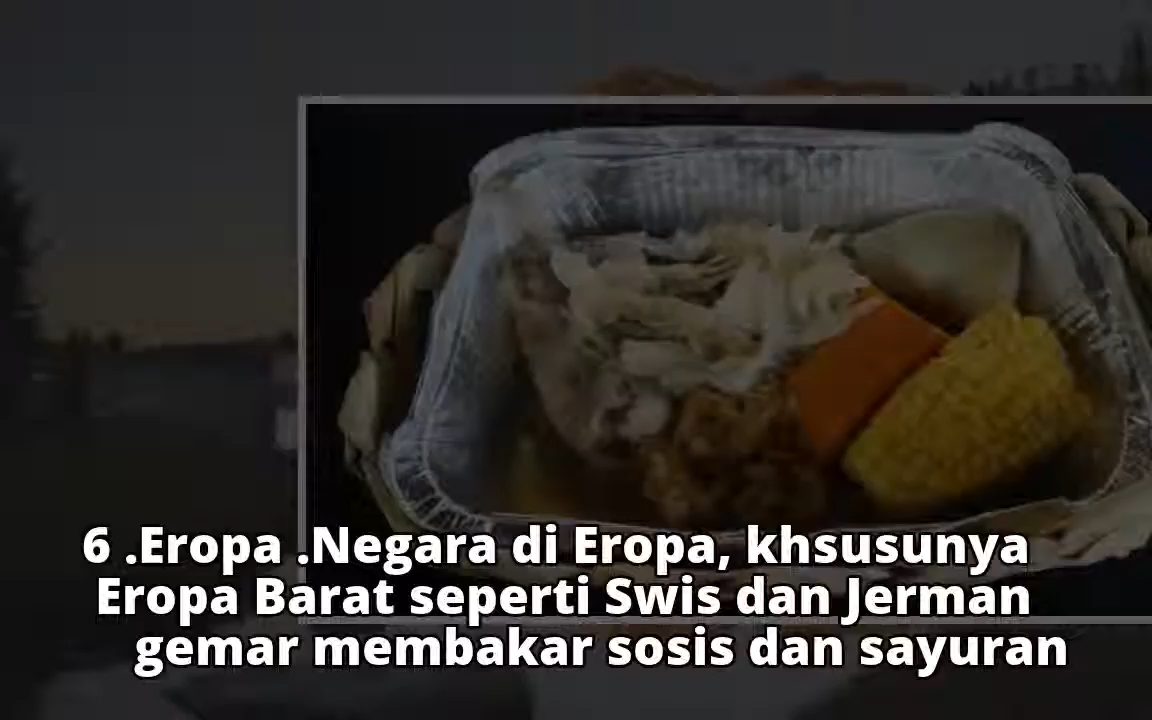 6 .Eropa .Negara di Eropa, khsusunya
Eropa Barat seperti Swis dan Jerman
gemar membakar sosis dan sayuran